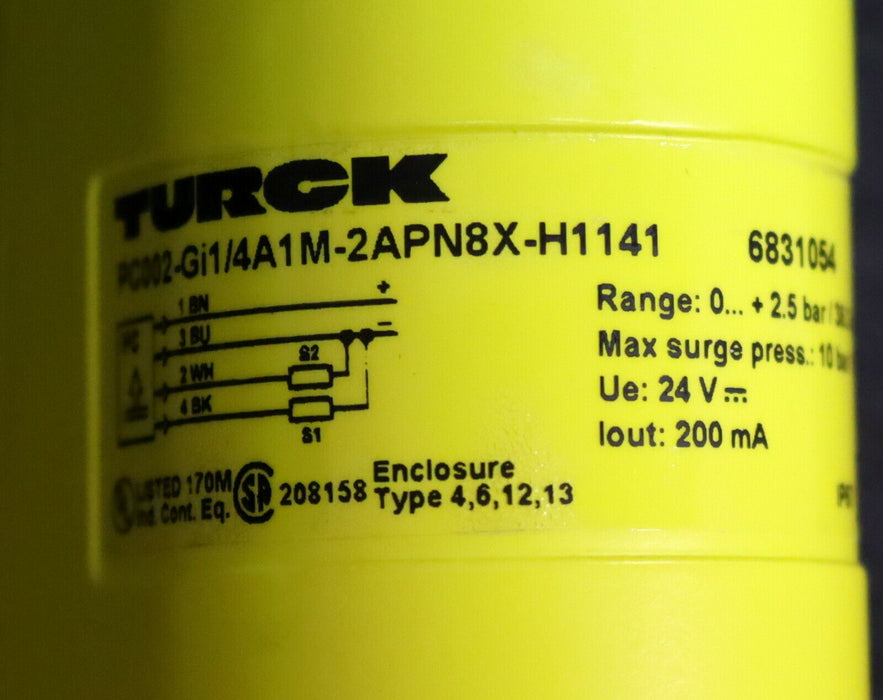 TURCK
PC002-Gi1/4A1M-2APN8X-H1141 6831054
1 BN +
3 BU −
S2
2 WH
4 BK
S1
Range: 0... + 2.5 bar /
Max surge press.: 10
Ue: 24 V ⎓
Iout: 200 mA
LISTED 170M
Ind. Cont. Eq.
SA 208158
Enclosure
Type 4,6,12,13